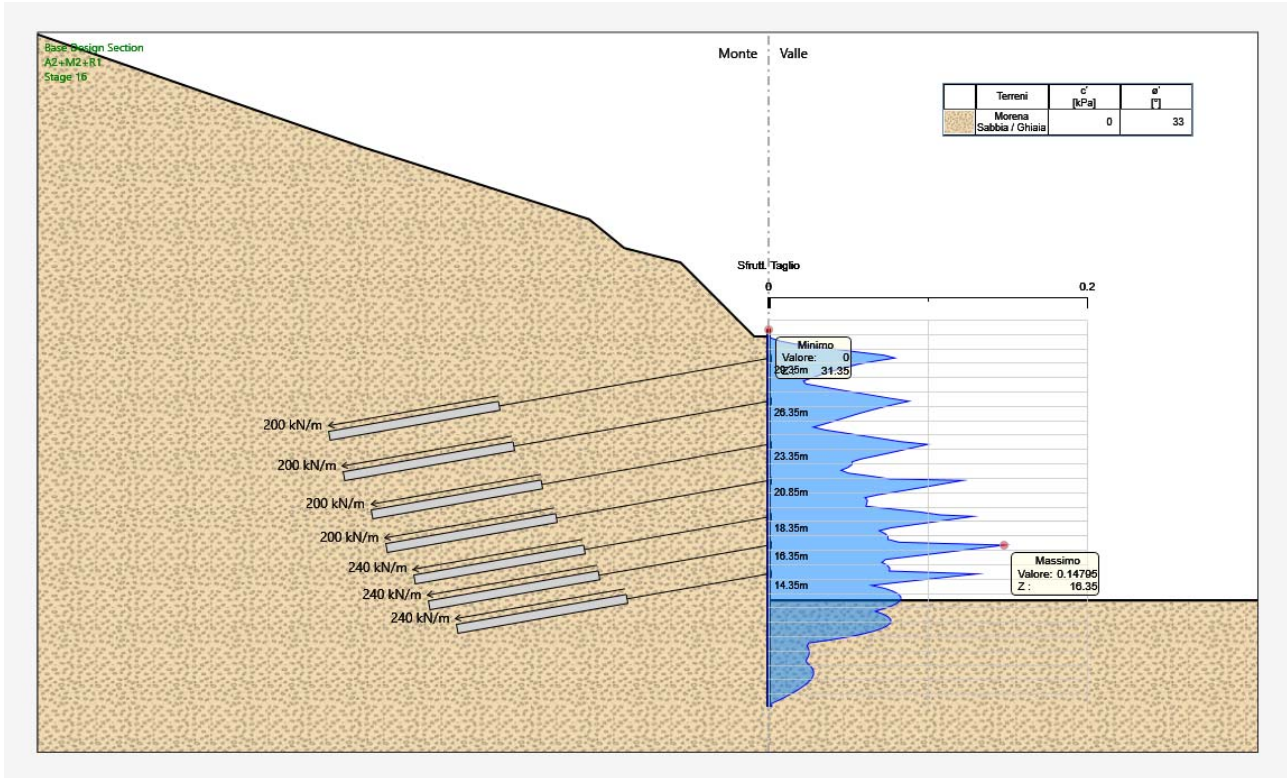 Base Design Section
A2+M2+R1
Stage 16
Monte
Valle
Terreni
c'
[kPa]
ø'
[°]
Morena
Sabbia / Ghiaia
0
33
Sfrutt. Taglio
0
0.2
Minimo
Valore: 0
Z : 31.35
29.35m
26.35m
23.35m
20.85m
18.35m
16.35m
14.35m
200 kN/m
200 kN/m
200 kN/m
200 kN/m
240 kN/m
240 kN/m
240 kN/m
Massimo
Valore: 0.14795
Z : 16.35